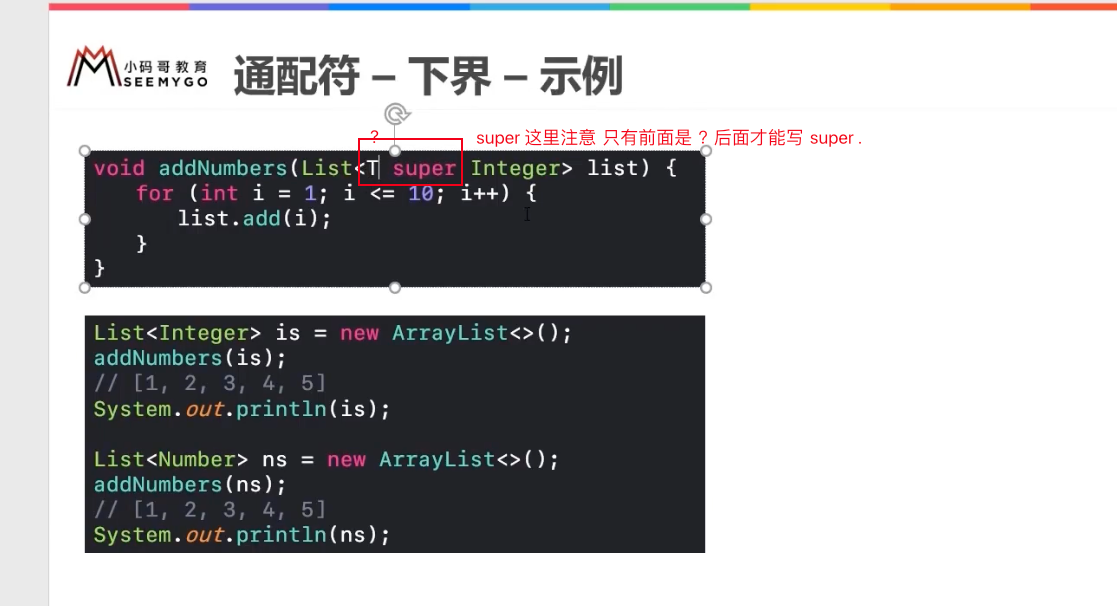 小码哥教育
SEEMYGO
通配符 – 下界 – 示例
?
super 这里注意 只有前面是 ? 后面才能写 super .
void addNumbers(List<T super Integer> list) {
for (int i = 1; i <= 10; i++) {
list.add(i);
}
}
List<Integer> is = new ArrayList<>();
addNumbers(is);
// [1, 2, 3, 4, 5]
System.out.println(is);
List<Number> ns = new ArrayList<>();
addNumbers(ns);
// [1, 2, 3, 4, 5]
System.out.println(ns);